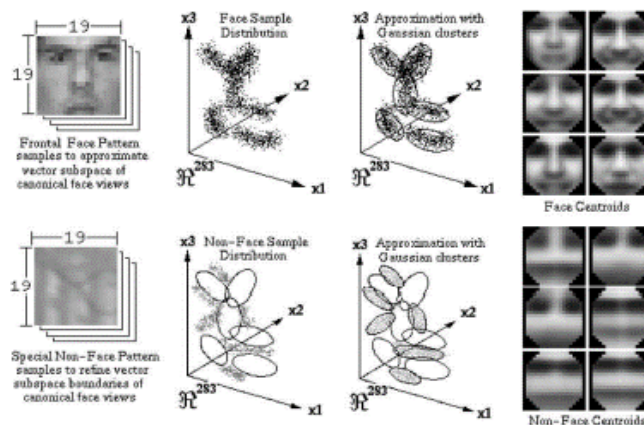 19
19
Frontal Face Pattern
samples to approximate
vector subspace of
canonical face views
x3
Face Sample
Distribution
x2
ℜ283
x1
x3
Approximation with
Gaussian clusters
x2
ℜ283
x1
Face Centroids
19
19
Special Non-Face Pattern
samples to refine vector
subspace boundaries of
canonical face views
x3
Non-Face Sample
Distribution
x2
ℜ283
x1
x3
Approximation with
Gaussian clusters
x2
ℜ283
x1
Non-Face Centroids